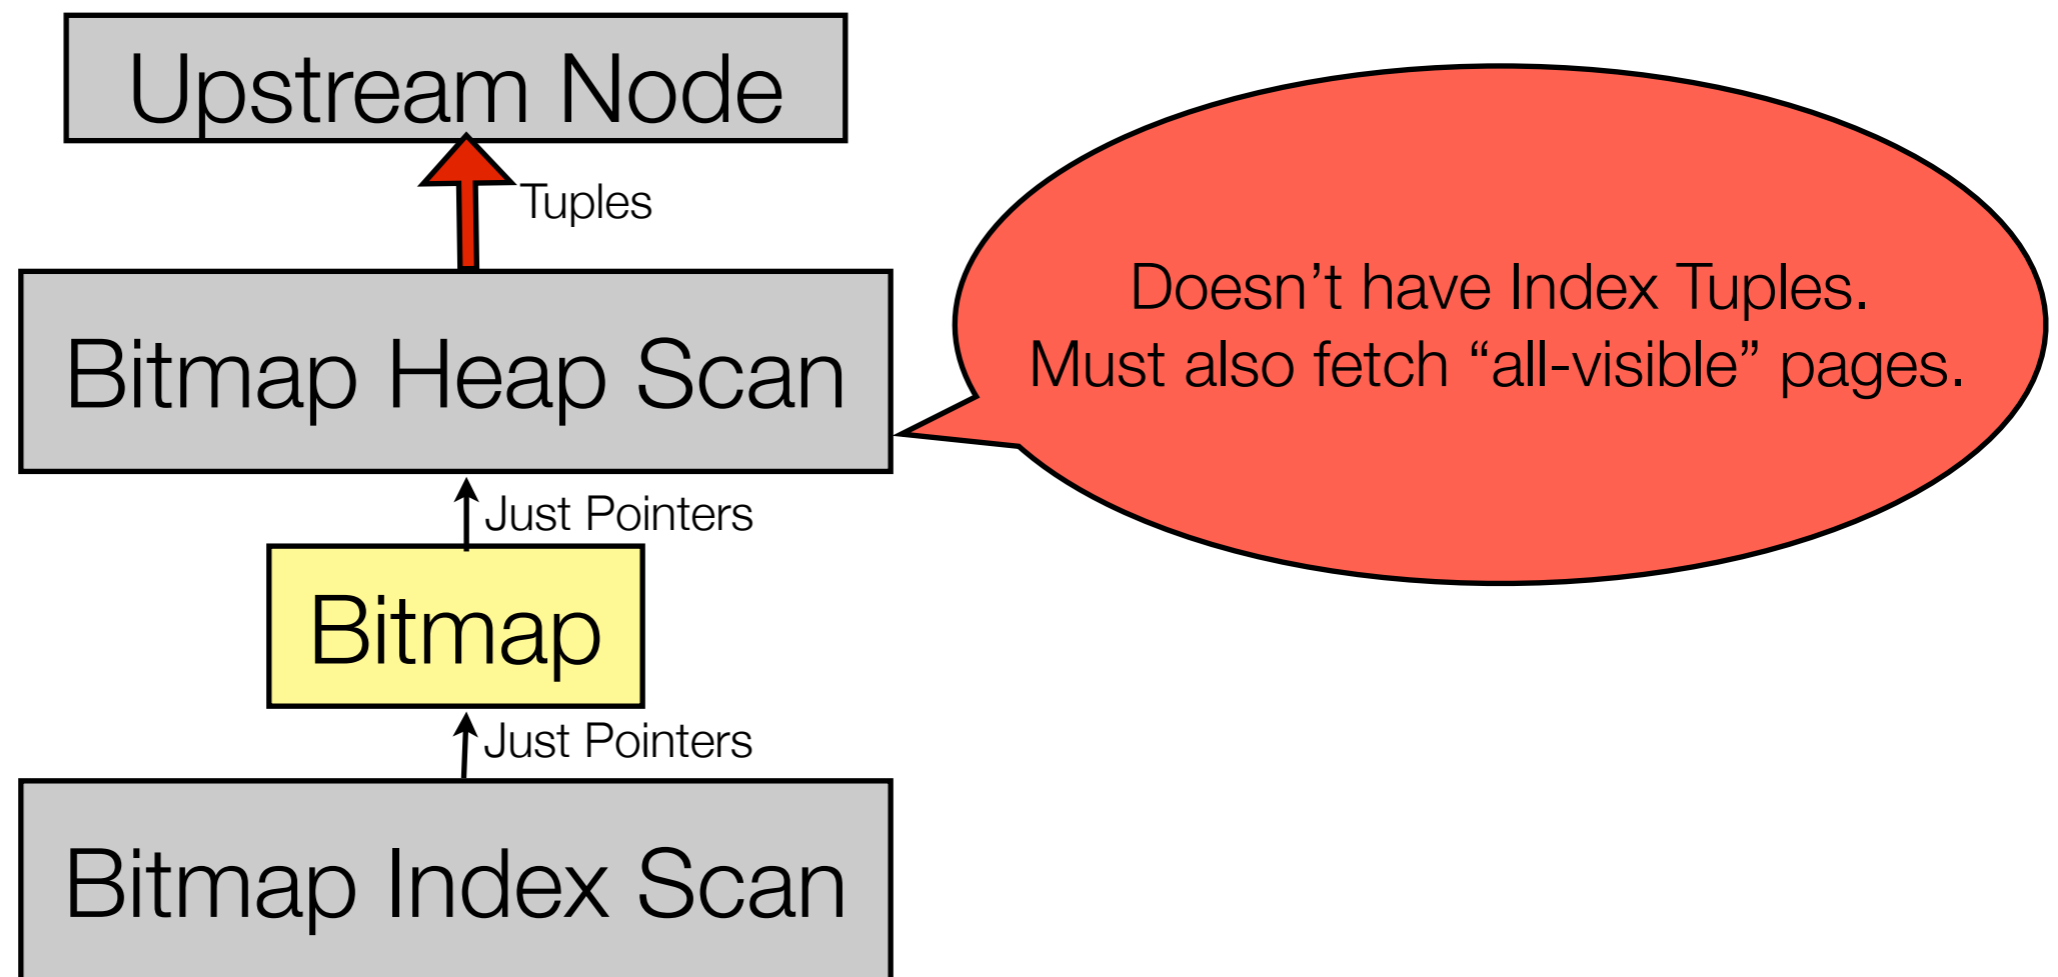 Upstream Node
Tuples
Bitmap Heap Scan
Doesn’t have Index Tuples.
Must also fetch “all-visible” pages.
Just Pointers
Bitmap
Just Pointers
Bitmap Index Scan